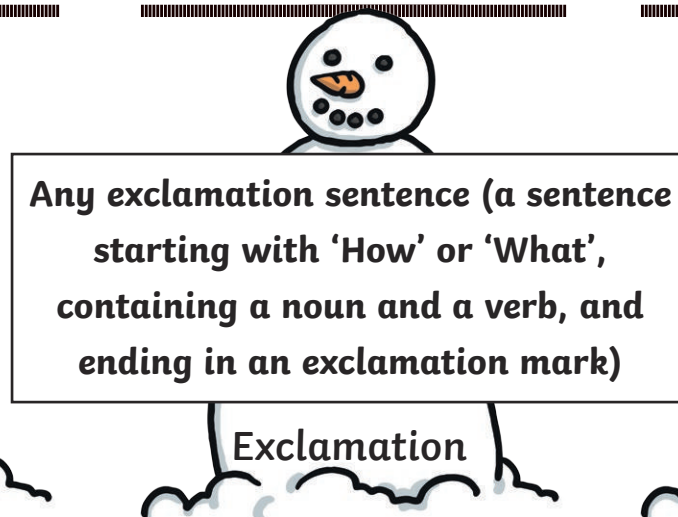 Any exclamation sentence (a sentence
starting with ‘How’ or ‘What’,
containing a noun and a verb, and
ending in an exclamation mark)
Exclamation